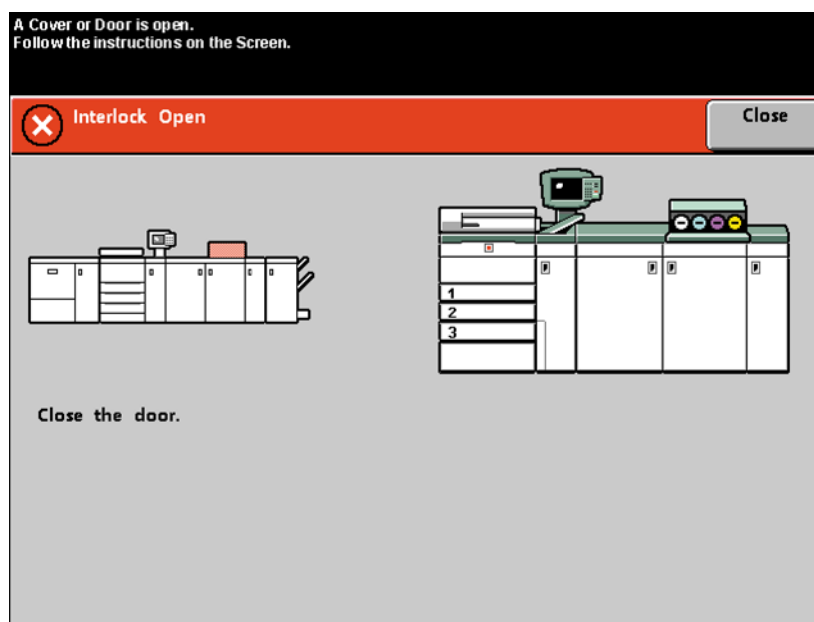 A Cover or Door is open.
Follow the instructions on the Screen.
Interlock Open
Close
1
2
3
Close the door.